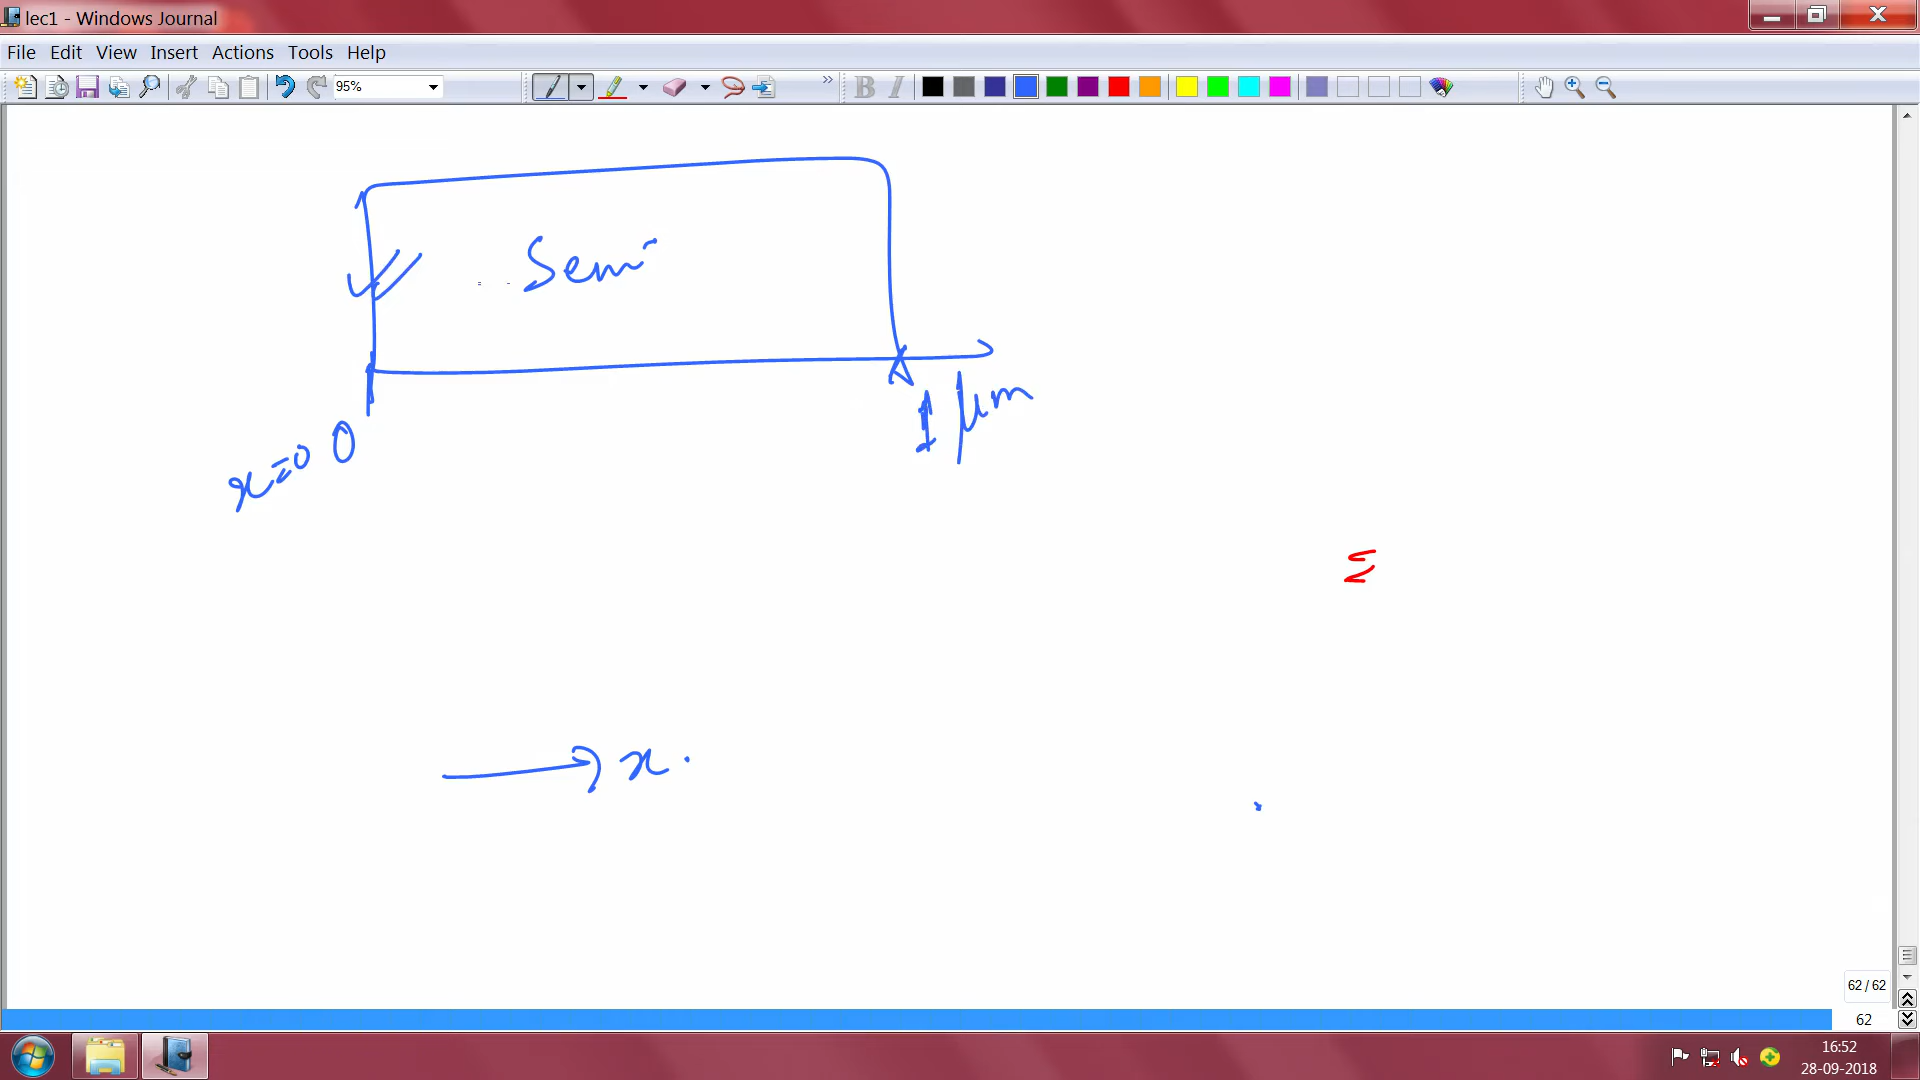 lec1 - Windows Journal
File Edit View Insert Actions Tools Help
95%
B I
Semi
1 μm
x=0 0
Σ
x
62 / 62
62
16:52
28-09-2018